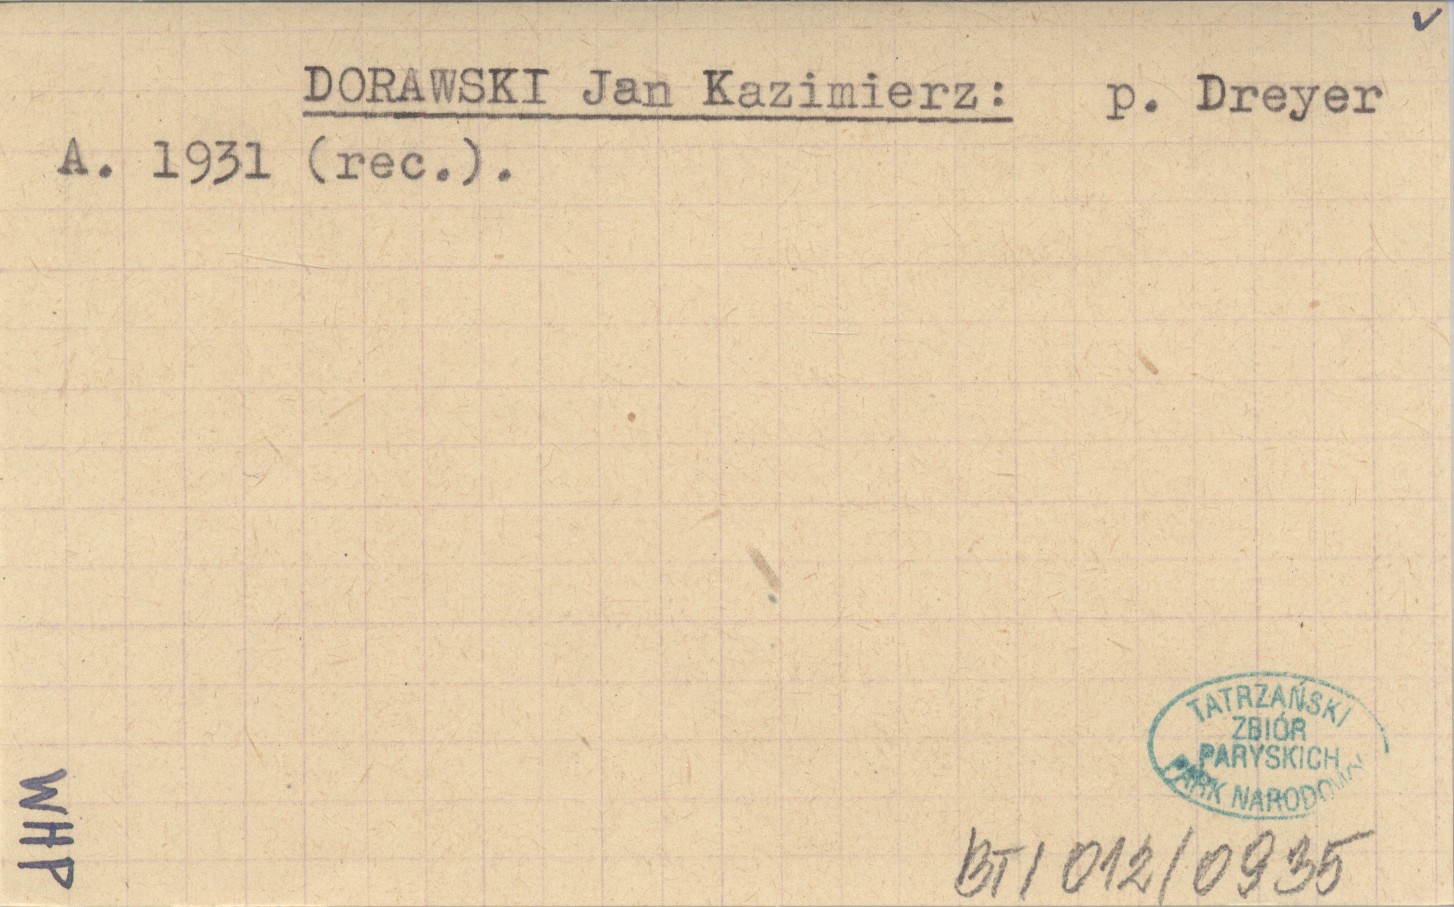 ✓
DORAWSKI Jan Kazimierz: p. Dreyer
A. 1931 (rec.).
TATRZAŃSKI
ZBIÓR
PARYSKICH
PARK NARODOWY
WHP
BT/012/0935